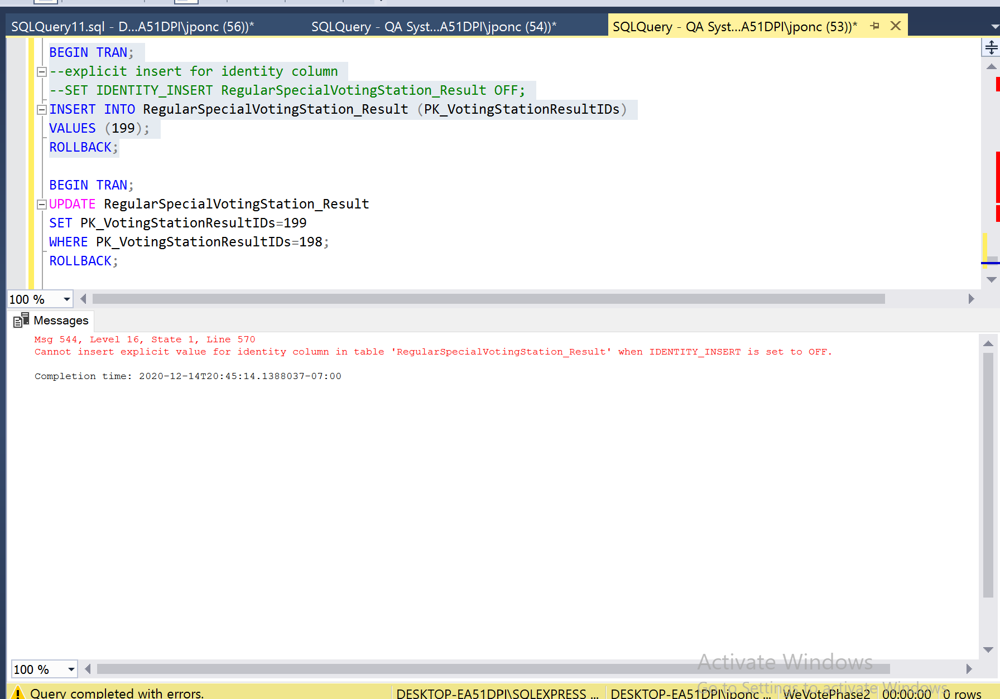 SQLQuery11.sql - D...A51DPI\jponc (56))*
SQLQuery - QA Syst...A51DPI\jponc (54))*
SQLQuery - QA Syst...A51DPI\jponc (53))*
BEGIN TRAN;
--explicit insert for identity column
--SET IDENTITY_INSERT RegularSpecialVotingStation_Result OFF;
INSERT INTO RegularSpecialVotingStation_Result (PK_VotingStationResultIDs)
VALUES (199);
ROLLBACK;
BEGIN TRAN;
UPDATE RegularSpecialVotingStation_Result
SET PK_VotingStationResultIDs=199
WHERE PK_VotingStationResultIDs=198;
ROLLBACK;
100 %
Messages
Msg 544, Level 16, State 1, Line 570
Cannot insert explicit value for identity column in table 'RegularSpecialVotingStation_Result' when IDENTITY_INSERT is set to OFF.
Completion time: 2020-12-14T20:45:14.1388037-07:00
Activate Windows
Go to Settings to activate Windows.
100 %
Query completed with errors.
DESKTOP-EA51DPI\SQLEXPRESS ...
DESKTOP-EA51DPI\jponc ...
WeVotePhase2
00:00:00
0 rows